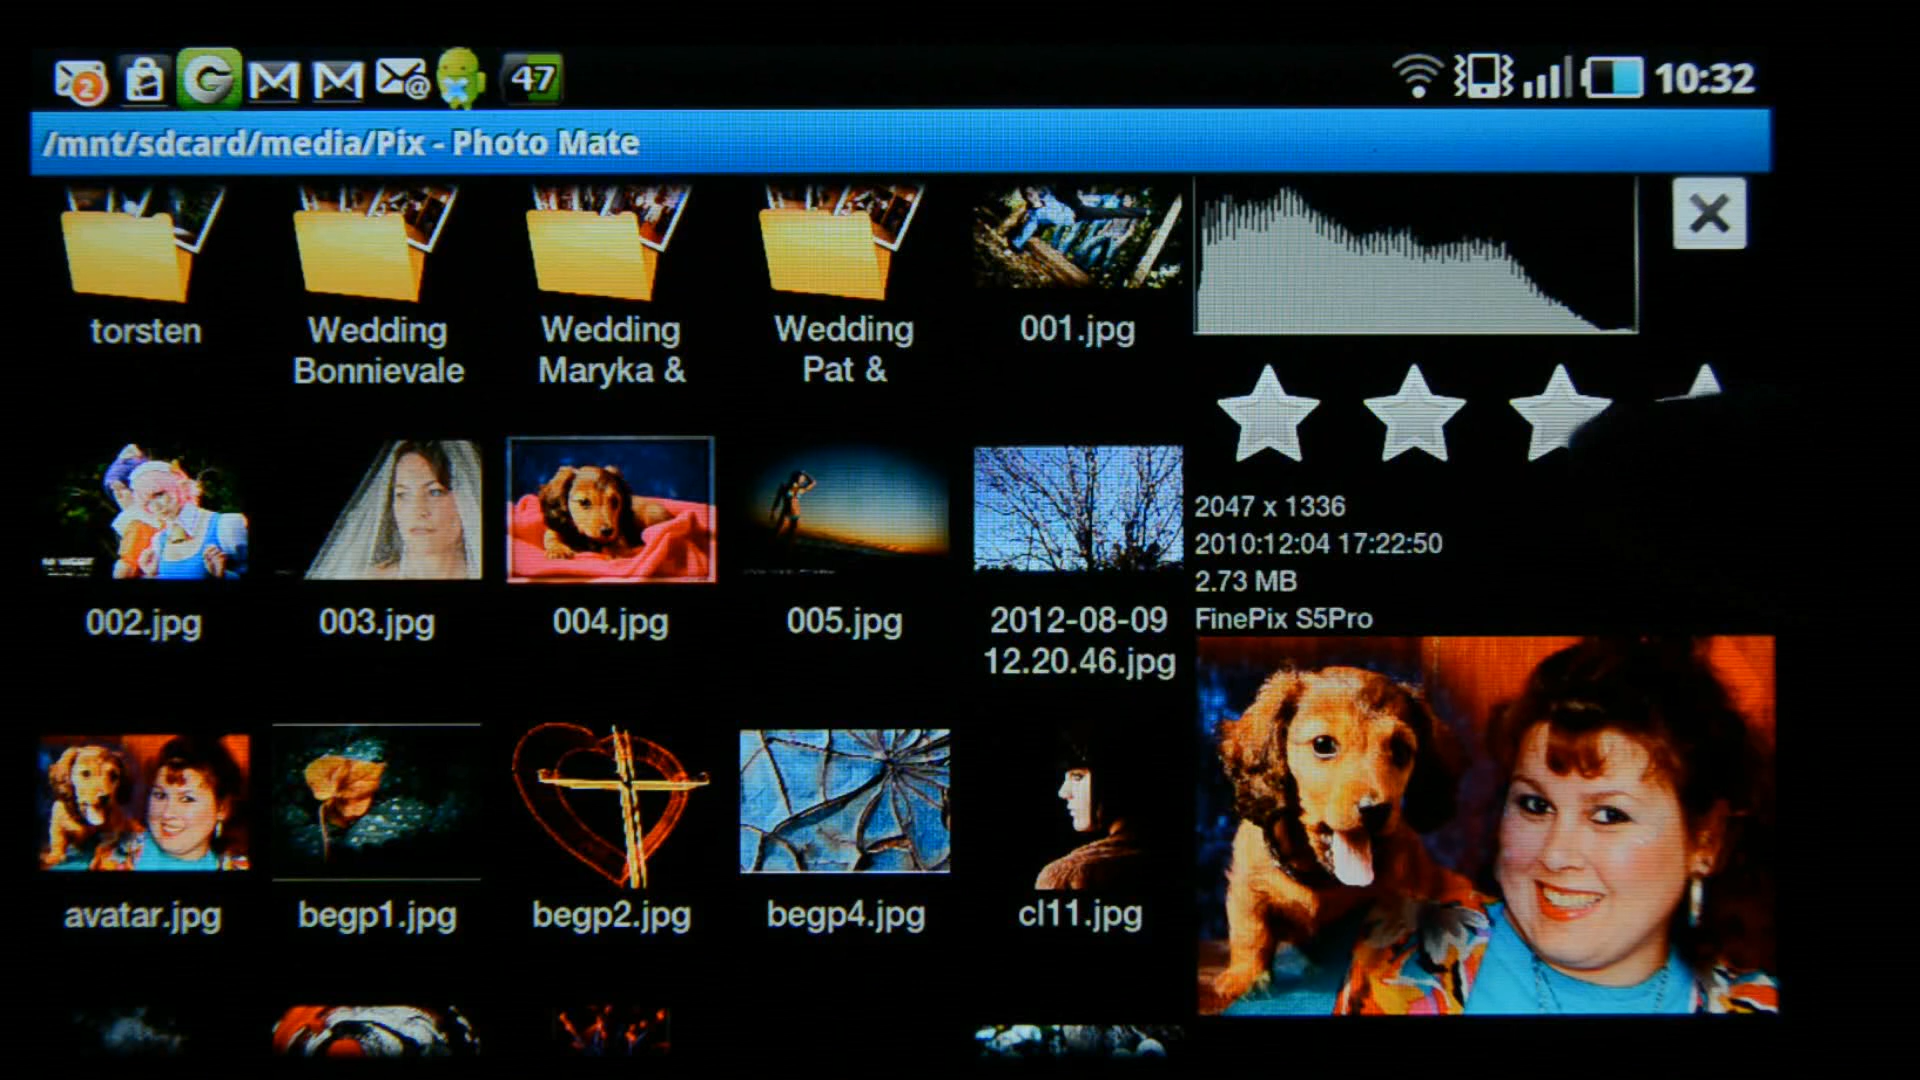 2
@
47
10:32
/mnt/sdcard/media/Pix - Photo Mate
torsten
Wedding
Bonnievale
Wedding
Maryka &
Wedding
Pat &
001.jpg
2047 x 1336
2010:12:04 17:22:50
2.73 MB
FinePix S5Pro
002.jpg
003.jpg
004.jpg
005.jpg
2012-08-09
12.20.46.jpg
avatar.jpg
begp1.jpg
begp2.jpg
begp4.jpg
cl11.jpg